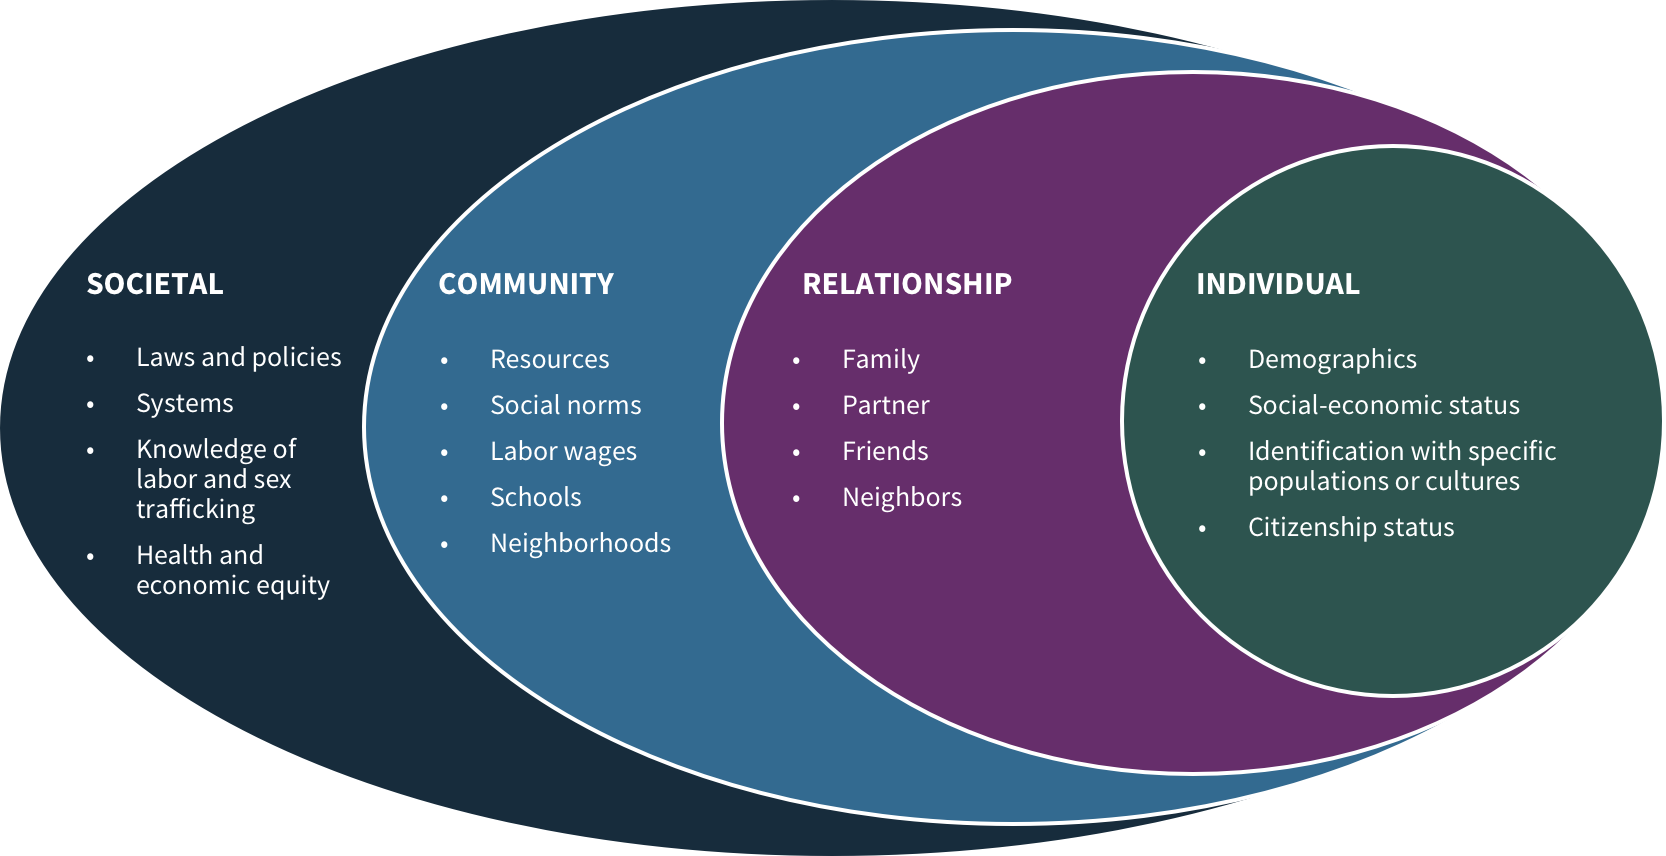 SOCIETAL
• Laws and policies
• Systems
• Knowledge of
labor and sex
trafficking
• Health and
economic equity
COMMUNITY
• Resources
• Social norms
• Labor wages
• Schools
• Neighborhoods
RELATIONSHIP
• Family
• Partner
• Friends
• Neighbors
INDIVIDUAL
• Demographics
• Social-economic status
• Identification with specific
populations or cultures
• Citizenship status